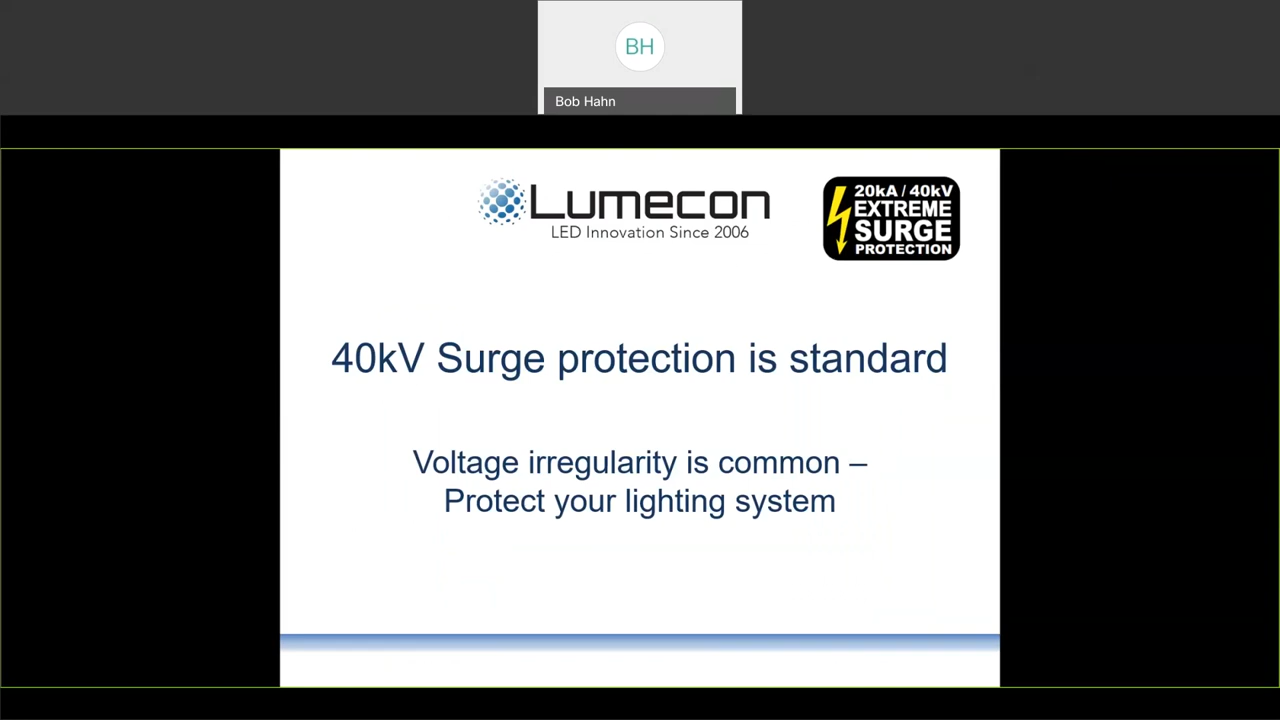 BH
Bob Hahn
Lumecon
LED Innovation Since 2006
20kA / 40kV
EXTREME
SURGE
PROTECTION
40kV Surge protection is standard
Voltage irregularity is common –
Protect your lighting system